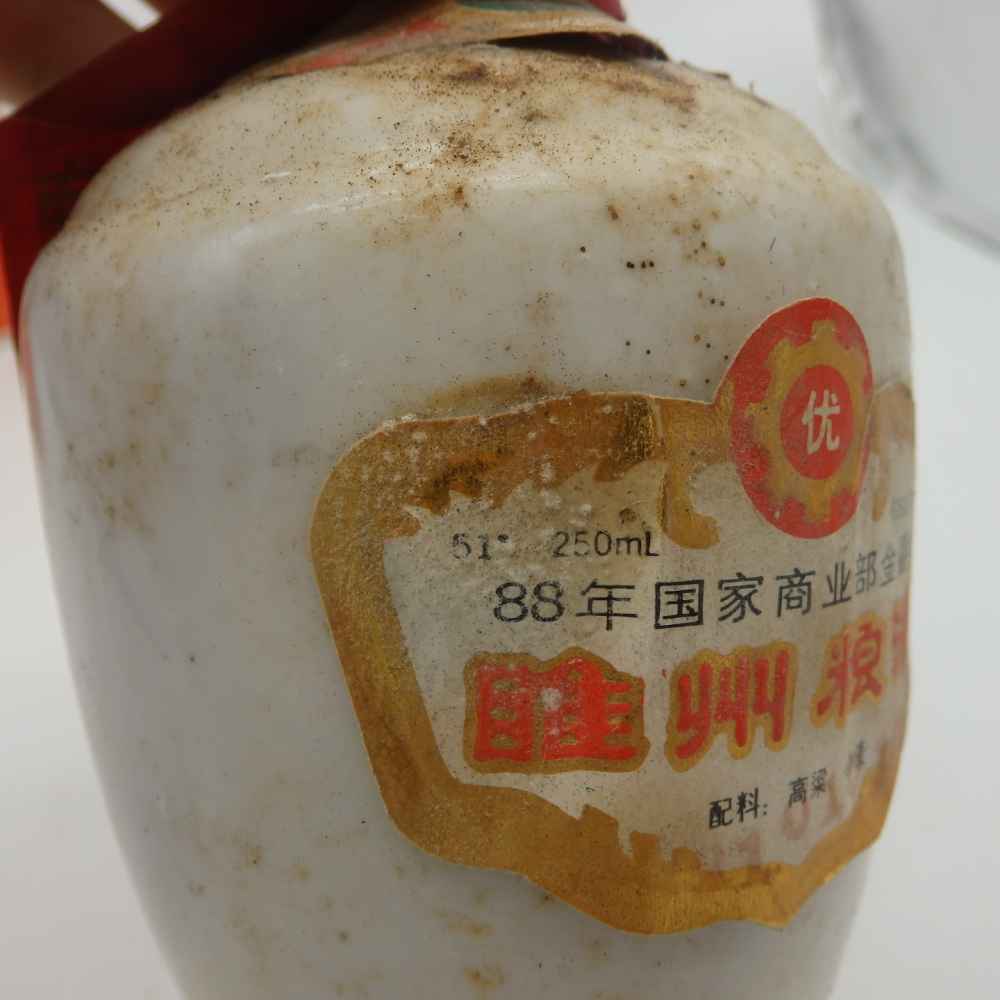 优
51° 250mL
88年国家商业部金
睢州粮
配料: 高粱